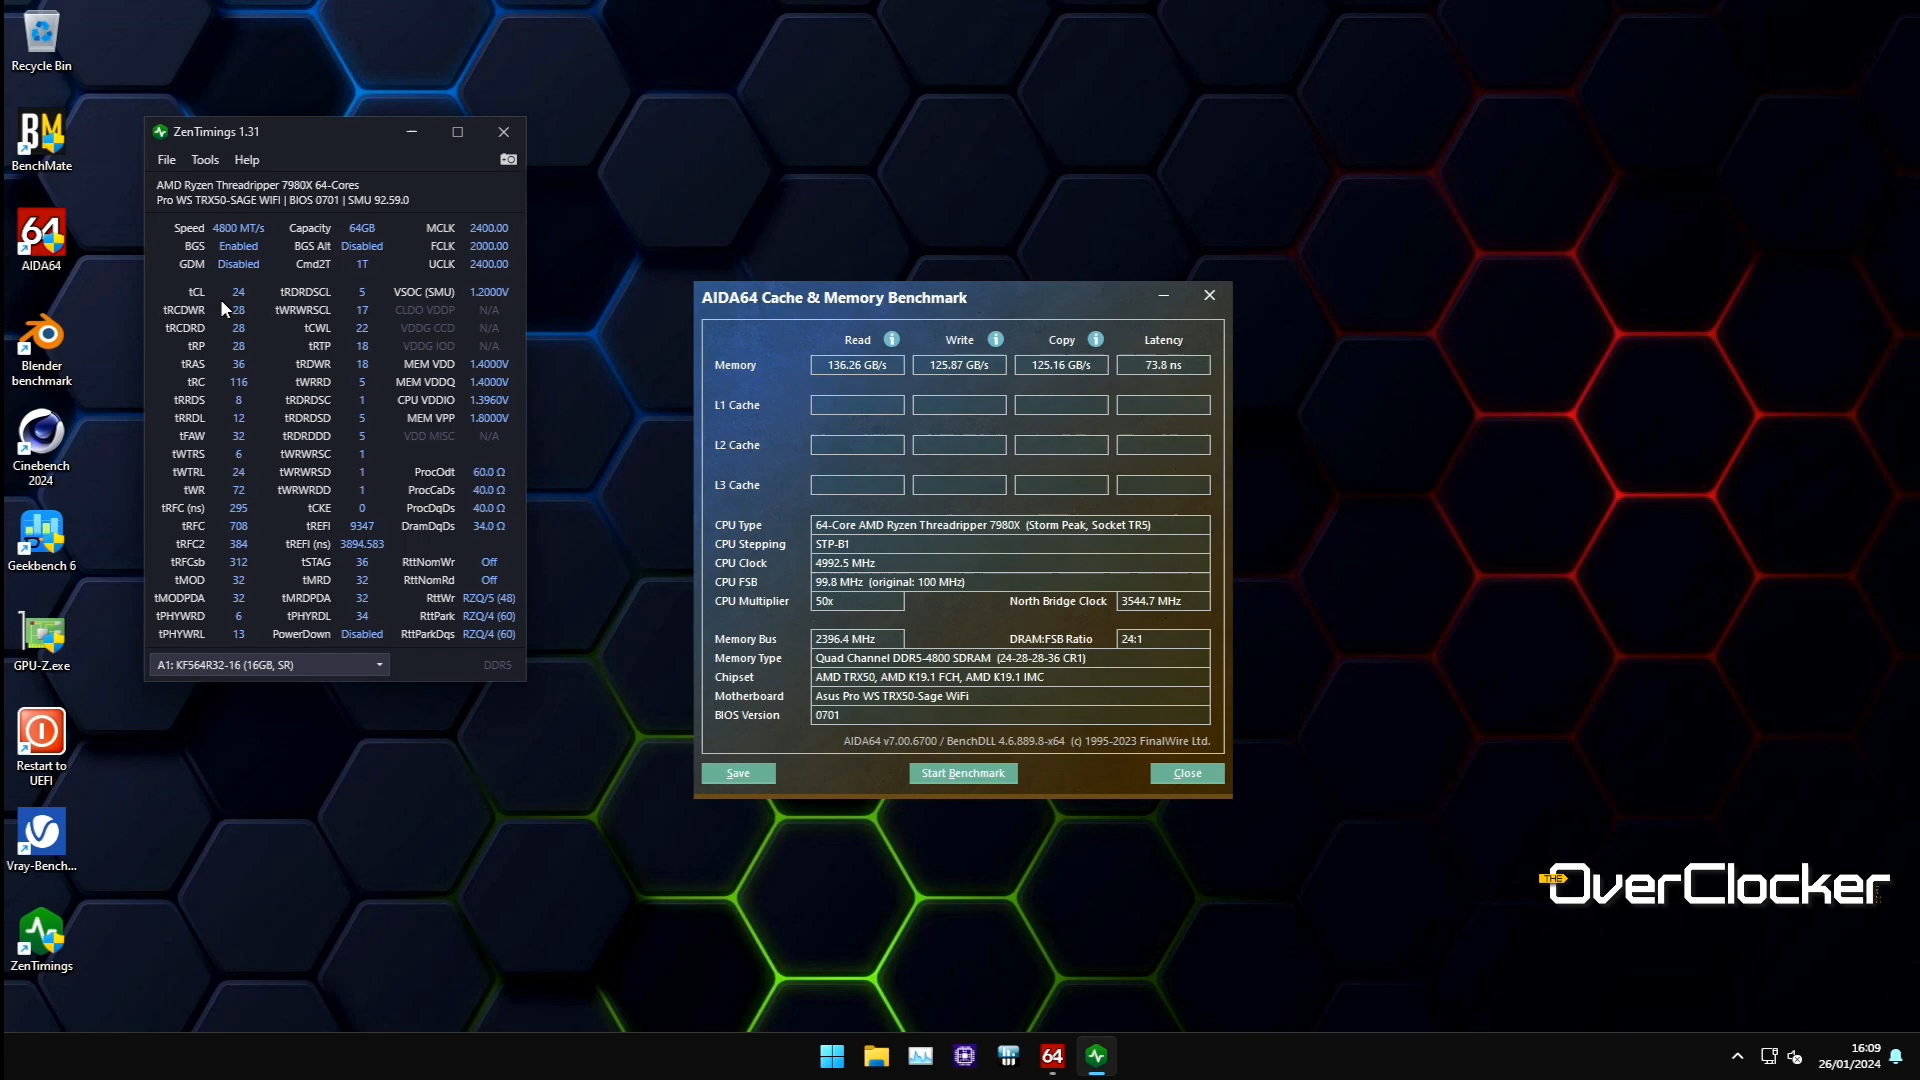 Recycle Bin
BenchMate
AIDA64
Blender
benchmark
Cinebench
2024
Geekbench 6
GPU-Z.exe
Restart to
UEFI
Vray-Bench...
ZenTimings
ZenTimings 1.31
File Tools Help
AMD Ryzen Threadripper 7980X 64-Cores
Pro WS TRX50-SAGE WIFI | BIOS 0701 | SMU 92.59.0
Speed 4800 MT/s Capacity 64GB MCLK 2400.00
BGS Enabled BGS Alt Disabled FCLK 2000.00
GDM Disabled Cmd2T 1T UCLK 2400.00
tCL 24 tRDRDSCL 5 VSOC (SMU) 1.2000V
tRCDWR 28 tWRWRSCL 17 CLDO VDDP N/A
tRCDRD 28 tCWL 22 VDDG CCD N/A
tRP 28 tRTP 18 VDDG IOD N/A
tRAS 36 tRDWR 18 MEM VDD 1.4000V
tRC 116 tWRRD 5 MEM VDDQ 1.4000V
tRRDS 8 tRDRDSC 1 CPU VDDIO 1.3960V
tRRDL 12 tRDRDSD 5 MEM VPP 1.8000V
tFAW 32 tRDRDDD 5 VDD MISC N/A
tWTRS 6 tWRWRSC 1
tWTRL 24 tWRWRSD 1 ProcOdt 60.0 Ω
tWR 72 tWRWRDD 1 ProcCaDs 40.0 Ω
tRFC (ns) 295 tCKE 0 ProcDqDs 40.0 Ω
tRFC 708 tREFI 9347 DramDqDs 34.0 Ω
tRFC2 384 tREFI (ns) 3894.583
tRFCsb 312 tSTAG 36 RttNomWr Off
tMOD 32 tMRD 32 RttNomRd Off
tMODPDA 32 tMRDPDA 32 RttWr RZQ/5 (48)
tPHYWRD 6 tPHYRDL 34 RttPark RZQ/4 (60)
tPHYWRL 13 PowerDown Disabled RttParkDqs RZQ/4 (60)
A1: KF564R32-16 (16GB, SR) DDR5
AIDA64 Cache & Memory Benchmark
Read Write Copy Latency
Memory 136.26 GB/s 125.87 GB/s 125.16 GB/s 73.8 ns
L1 Cache
L2 Cache
L3 Cache
CPU Type 64-Core AMD Ryzen Threadripper 7980X (Storm Peak, Socket TR5)
CPU Stepping STP-B1
CPU Clock 4992.5 MHz
CPU FSB 99.8 MHz (original: 100 MHz)
CPU Multiplier 50x North Bridge Clock 3544.7 MHz
Memory Bus 2396.4 MHz DRAM:FSB Ratio 24:1
Memory Type Quad Channel DDR5-4800 SDRAM (24-28-28-36 CR1)
Chipset AMD TRX50, AMD K19.1 FCH, AMD K19.1 IMC
Motherboard Asus Pro WS TRX50-Sage WiFi
BIOS Version 0701
AIDA64 v7.00.6700 / BenchDLL 4.6.889.8-x64 (c) 1995-2023 FinalWire Ltd.
Save Start Benchmark Close
THE OverClocker
64
16:09
26/01/2024